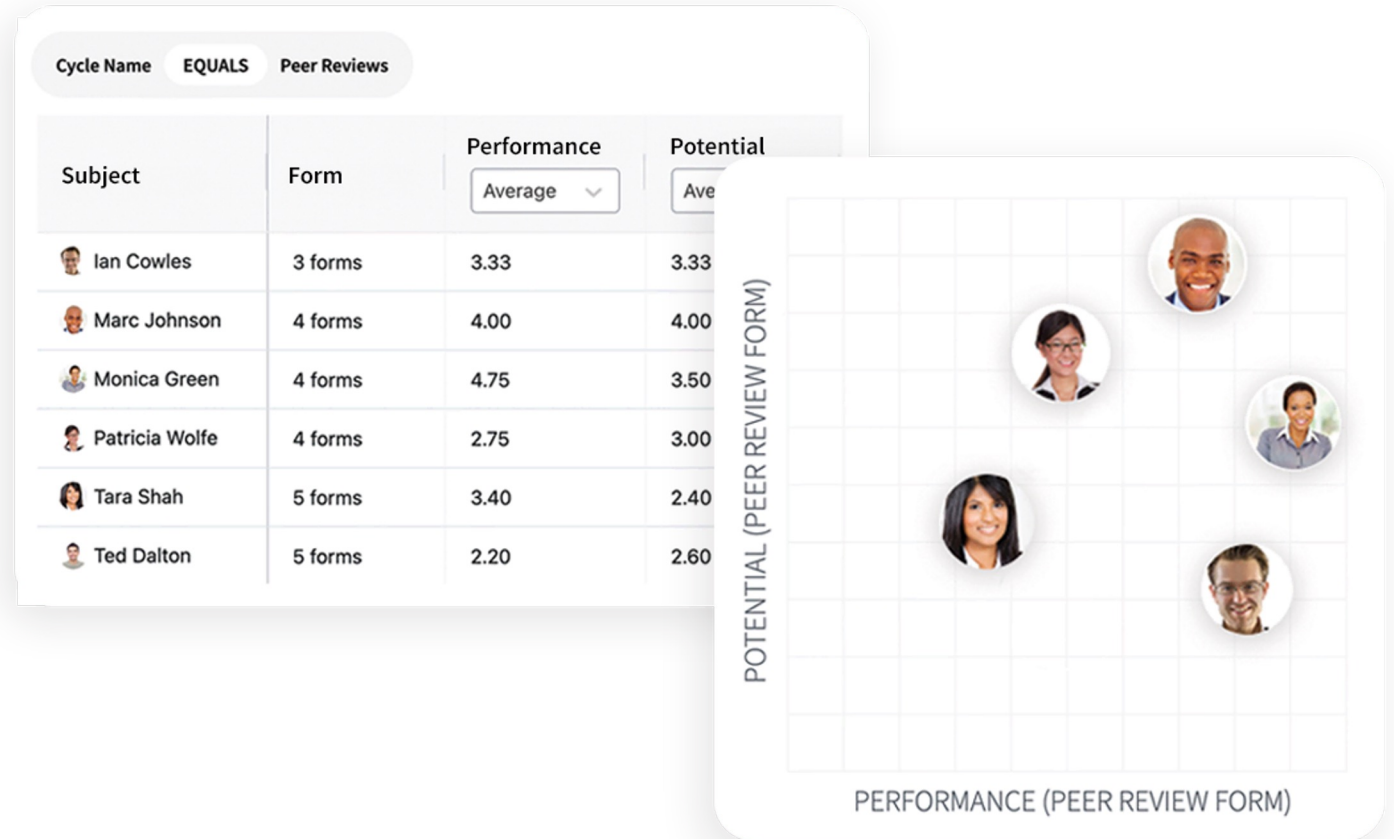 Cycle Name EQUALS Peer Reviews
Subject Form Performance Potential
Average Ave
Ian Cowles 3 forms 3.33 3.33
Marc Johnson 4 forms 4.00 4.00
Monica Green 4 forms 4.75 3.50
Patricia Wolfe 4 forms 2.75 3.00
Tara Shah 5 forms 3.40 2.40
Ted Dalton 5 forms 2.20 2.60
POTENTIAL (PEER REVIEW FORM)
PERFORMANCE (PEER REVIEW FORM)